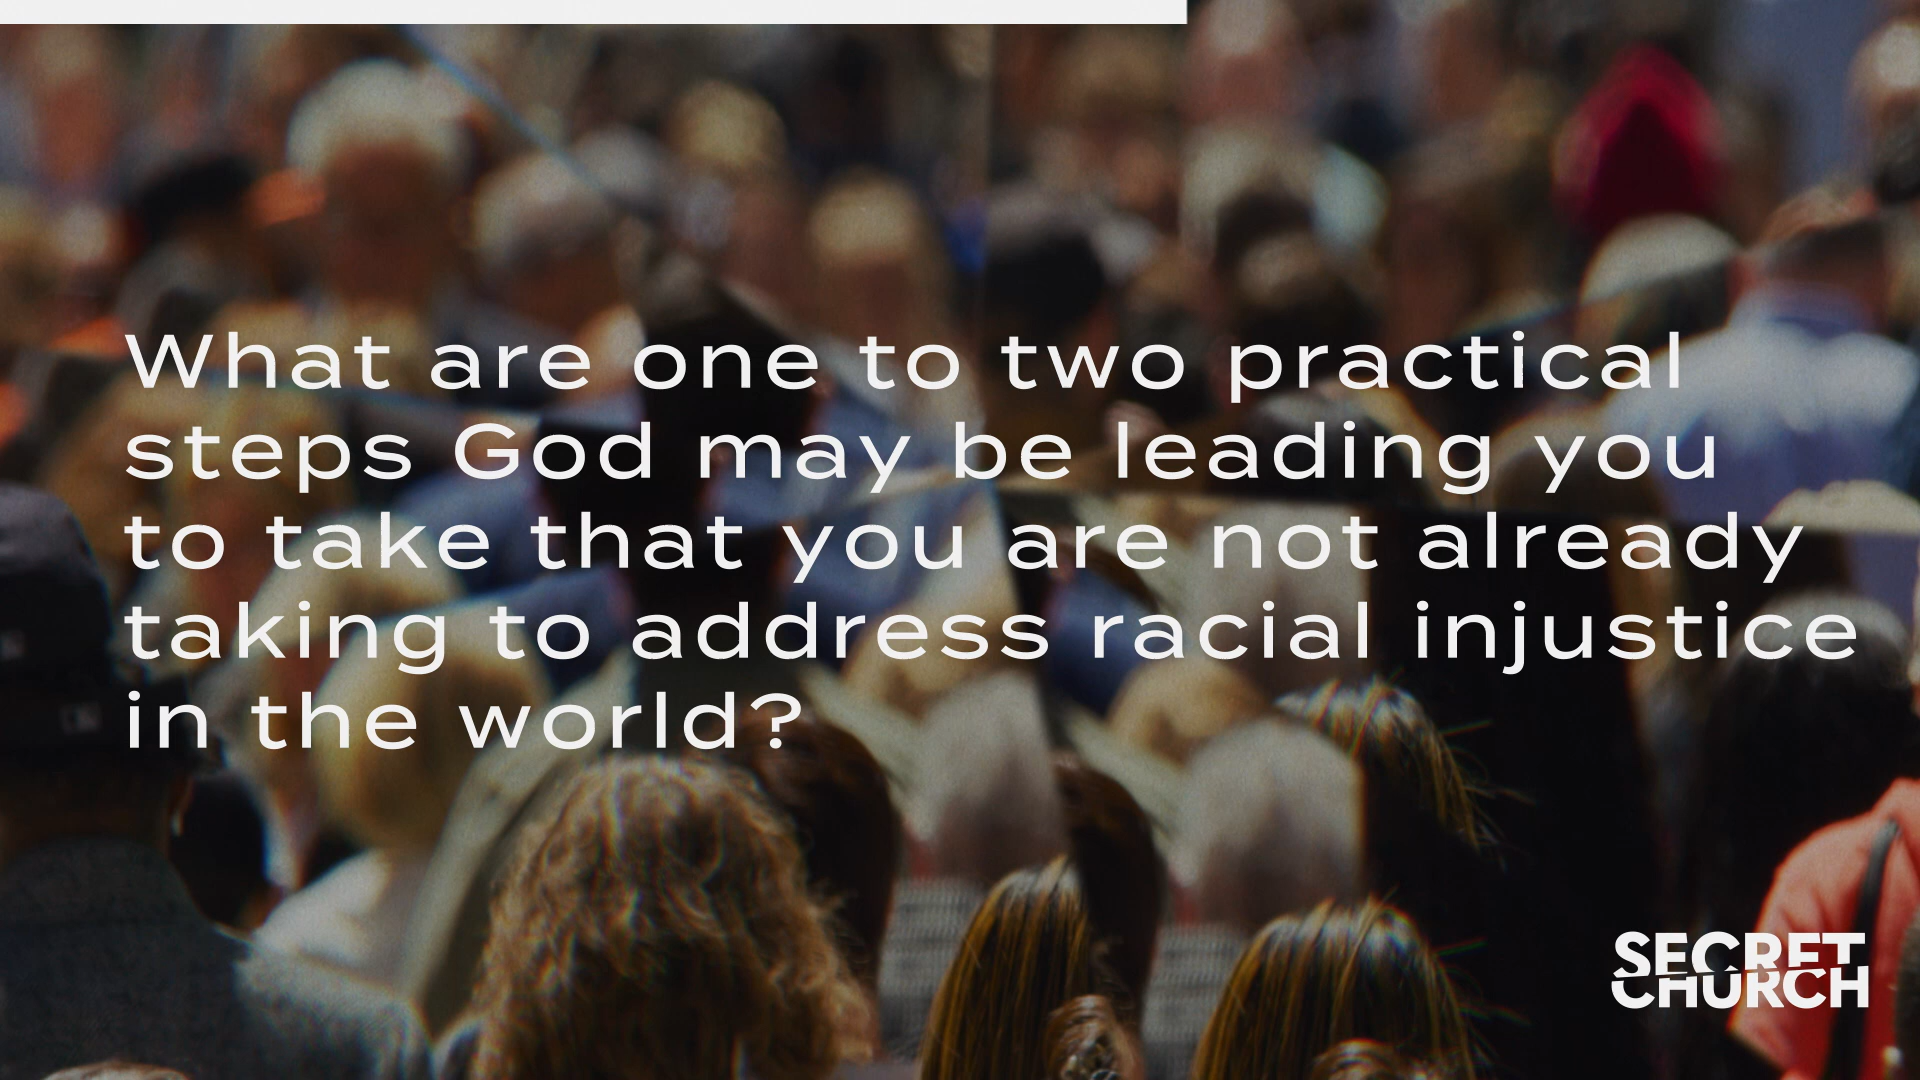 What are one to two practical
steps God may be leading you
to take that you are not already
taking to address racial injustice
in the world?
SECRET
CHURCH